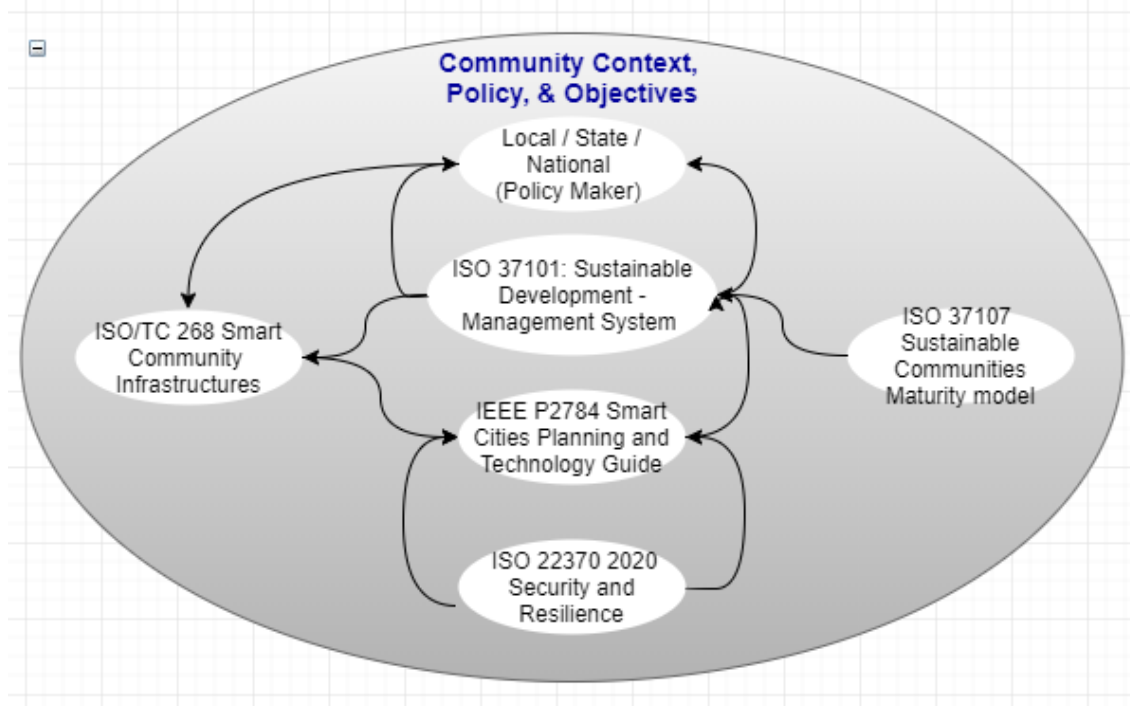 Community Context,
Policy, & Objectives
Local / State /
National
(Policy Maker)
ISO 37101: Sustainable
Development -
Management System
ISO/TC 268 Smart
Community
Infrastructures
ISO 37107
Sustainable
Communities
Maturity model
IEEE P2784 Smart
Cities Planning and
Technology Guide
ISO 22370 2020
Security and
Resilience